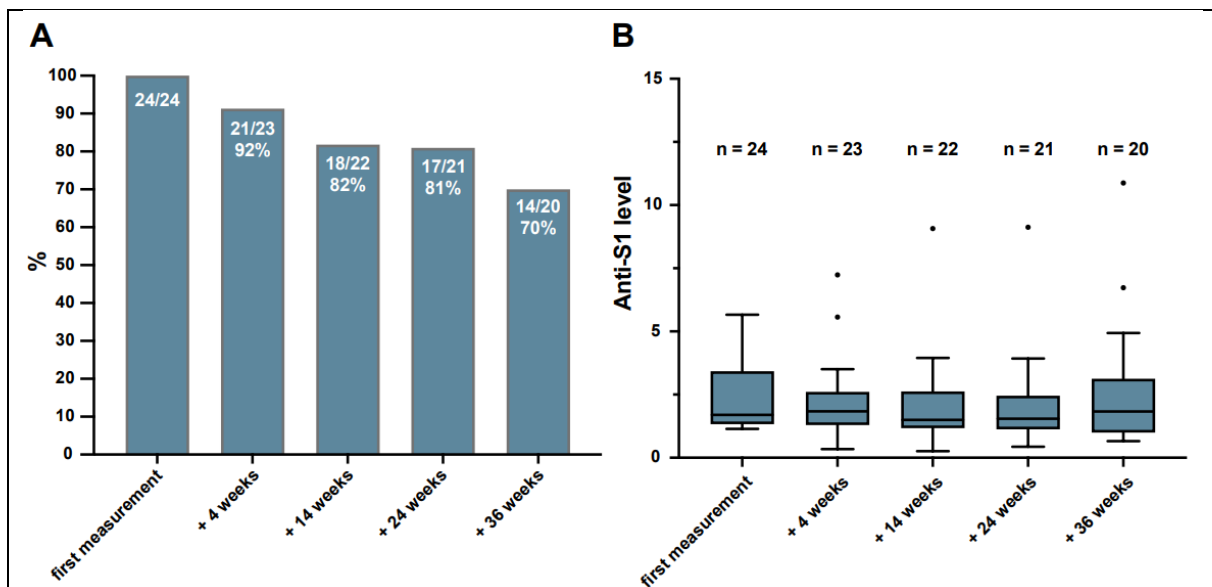 A
%
100
90
80
70
60
50
40
30
20
10
0
24/24
21/23
92%
18/22
82%
17/21
81%
14/20
70%
first measurement
+ 4 weeks
+ 14 weeks
+ 24 weeks
+ 36 weeks
B
Anti-S1 level
15
10
5
0
n = 24
n = 23
n = 22
n = 21
n = 20
first measurement
+ 4 weeks
+ 14 weeks
+ 24 weeks
+ 36 weeks